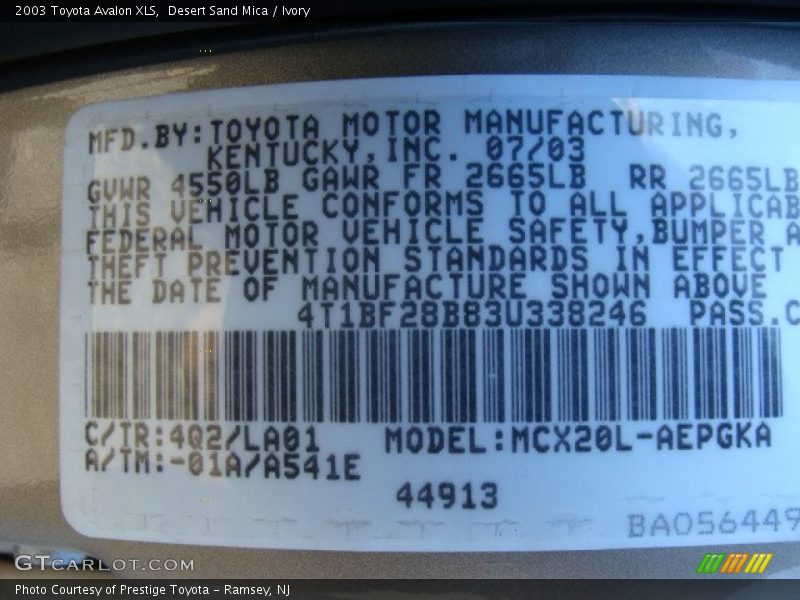 2003 Toyota Avalon XLS,  Desert Sand Mica / Ivory
MFD.BY:TOYOTA MOTOR MANUFACTURING,
KENTUCKY,INC. 07/03
GVWR 4550LB GAWR FR 2665LB RR 2665LB
THIS VEHICLE CONFORMS TO ALL APPLICAB
FEDERAL MOTOR VEHICLE SAFETY,BUMPER A
THEFT PREVENTION STANDARDS IN EFFECT
THE DATE OF MANUFACTURE SHOWN ABOVE
4T1BF28B83U338246 PASS.C
C/TR:4Q2/LA01 MODEL:MCX20L-AEPGKA
A/TM:-01A/A541E
44913
BA056449
GTCARLOT.COM
Photo Courtesy of Prestige Toyota - Ramsey, NJ